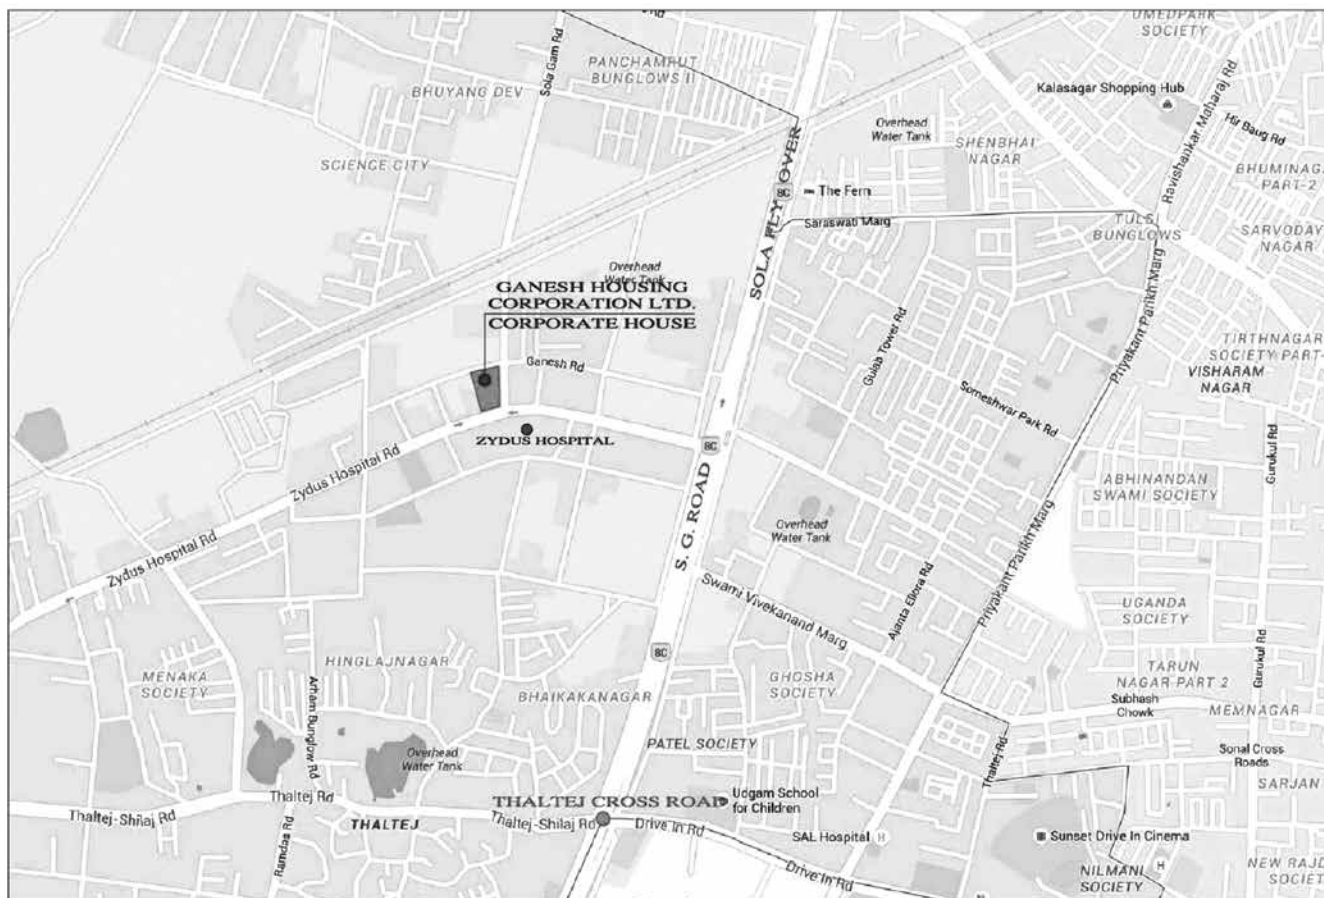 UMEDPARK
SOCIETY
Sola Gam Rd
PANCHAMRUT
BUNGLOWS II
BHUYANG DEV
Kalasagar Shopping Hub
Ravishankar Maharaj Rd
Hir Baug Rd
Overhead
Water Tank
SHENBHAI
NAGAR
SCIENCE CITY
BHUMINAG
PART-2
8C
The Fern
SOLA FLY OVER
Saraswati Marg
TULSI
BUNGLOWS
SARVODAY
NAGAR
Overhead
Water Tank
GANESH HOUSING
CORPORATION LTD.
CORPORATE HOUSE
Priyakant Parikh Marg
Gulab Tower Rd
TIRTHNAGAR
SOCIETY PART-
VISHARAM
NAGAR
Ganesh Rd
Someshwar Park Rd
ZYDUS HOSPITAL
8C
Zydus Hospital Rd
Gurukul Rd
ABHINANDAN
SWAMI SOCIETY
S. G. ROAD
Overhead
Water Tank
Zydus Hospital Rd
Swami Vivekanand Marg
Ajanta Ellora Rd
Priyakant Parikh Marg
UGANDA
SOCIETY
8C
HINGLAJNAGAR
MENAKA
SOCIETY
BHAIKAKANAGAR
GHOSHA
SOCIETY
TARUN
NAGAR PART 2
Gurukul Rd
Arham Bunglow Rd
Subhash
Chowk
MEMNAGAR
PATEL SOCIETY
Overhead
Water Tank
Thaltej Rd
Sonal Cross
Roads
SARJAN
Thaltej Rd
THALTEJ CROSS ROAD
Udgam School
for Children
Thaltej-Shilaj Rd
THALTEJ
Thaltej-Shilaj Rd
Drive In Rd
SAL Hospital
H
Sunset Drive In Cinema
Ramdas Rd
Drive In Rd
NILMANI
SOCIETY
H
NEW RAJD
SOCIET